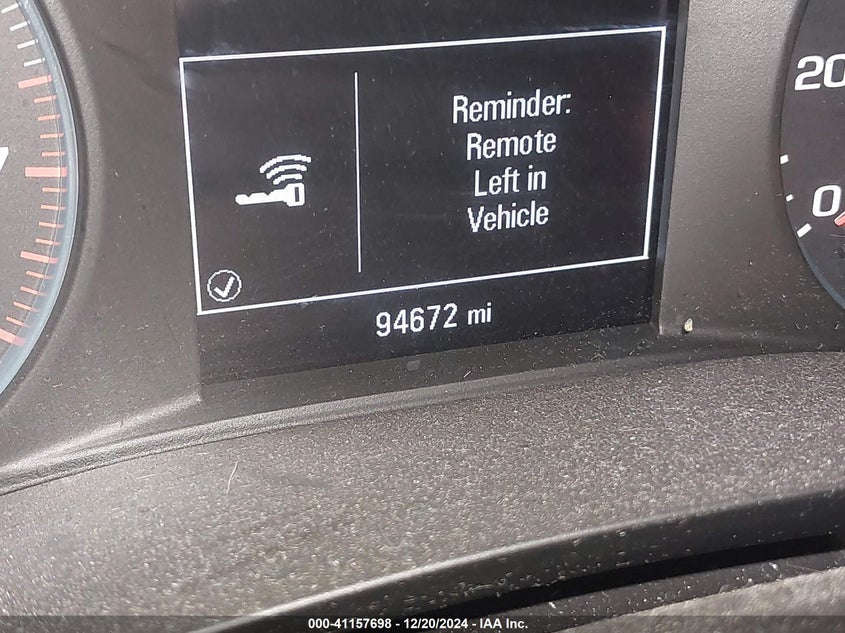 20
Reminder:
Remote
Left in
Vehicle
0
94672 mi
000-41157698 - 12/20/2024 - IAA Inc.